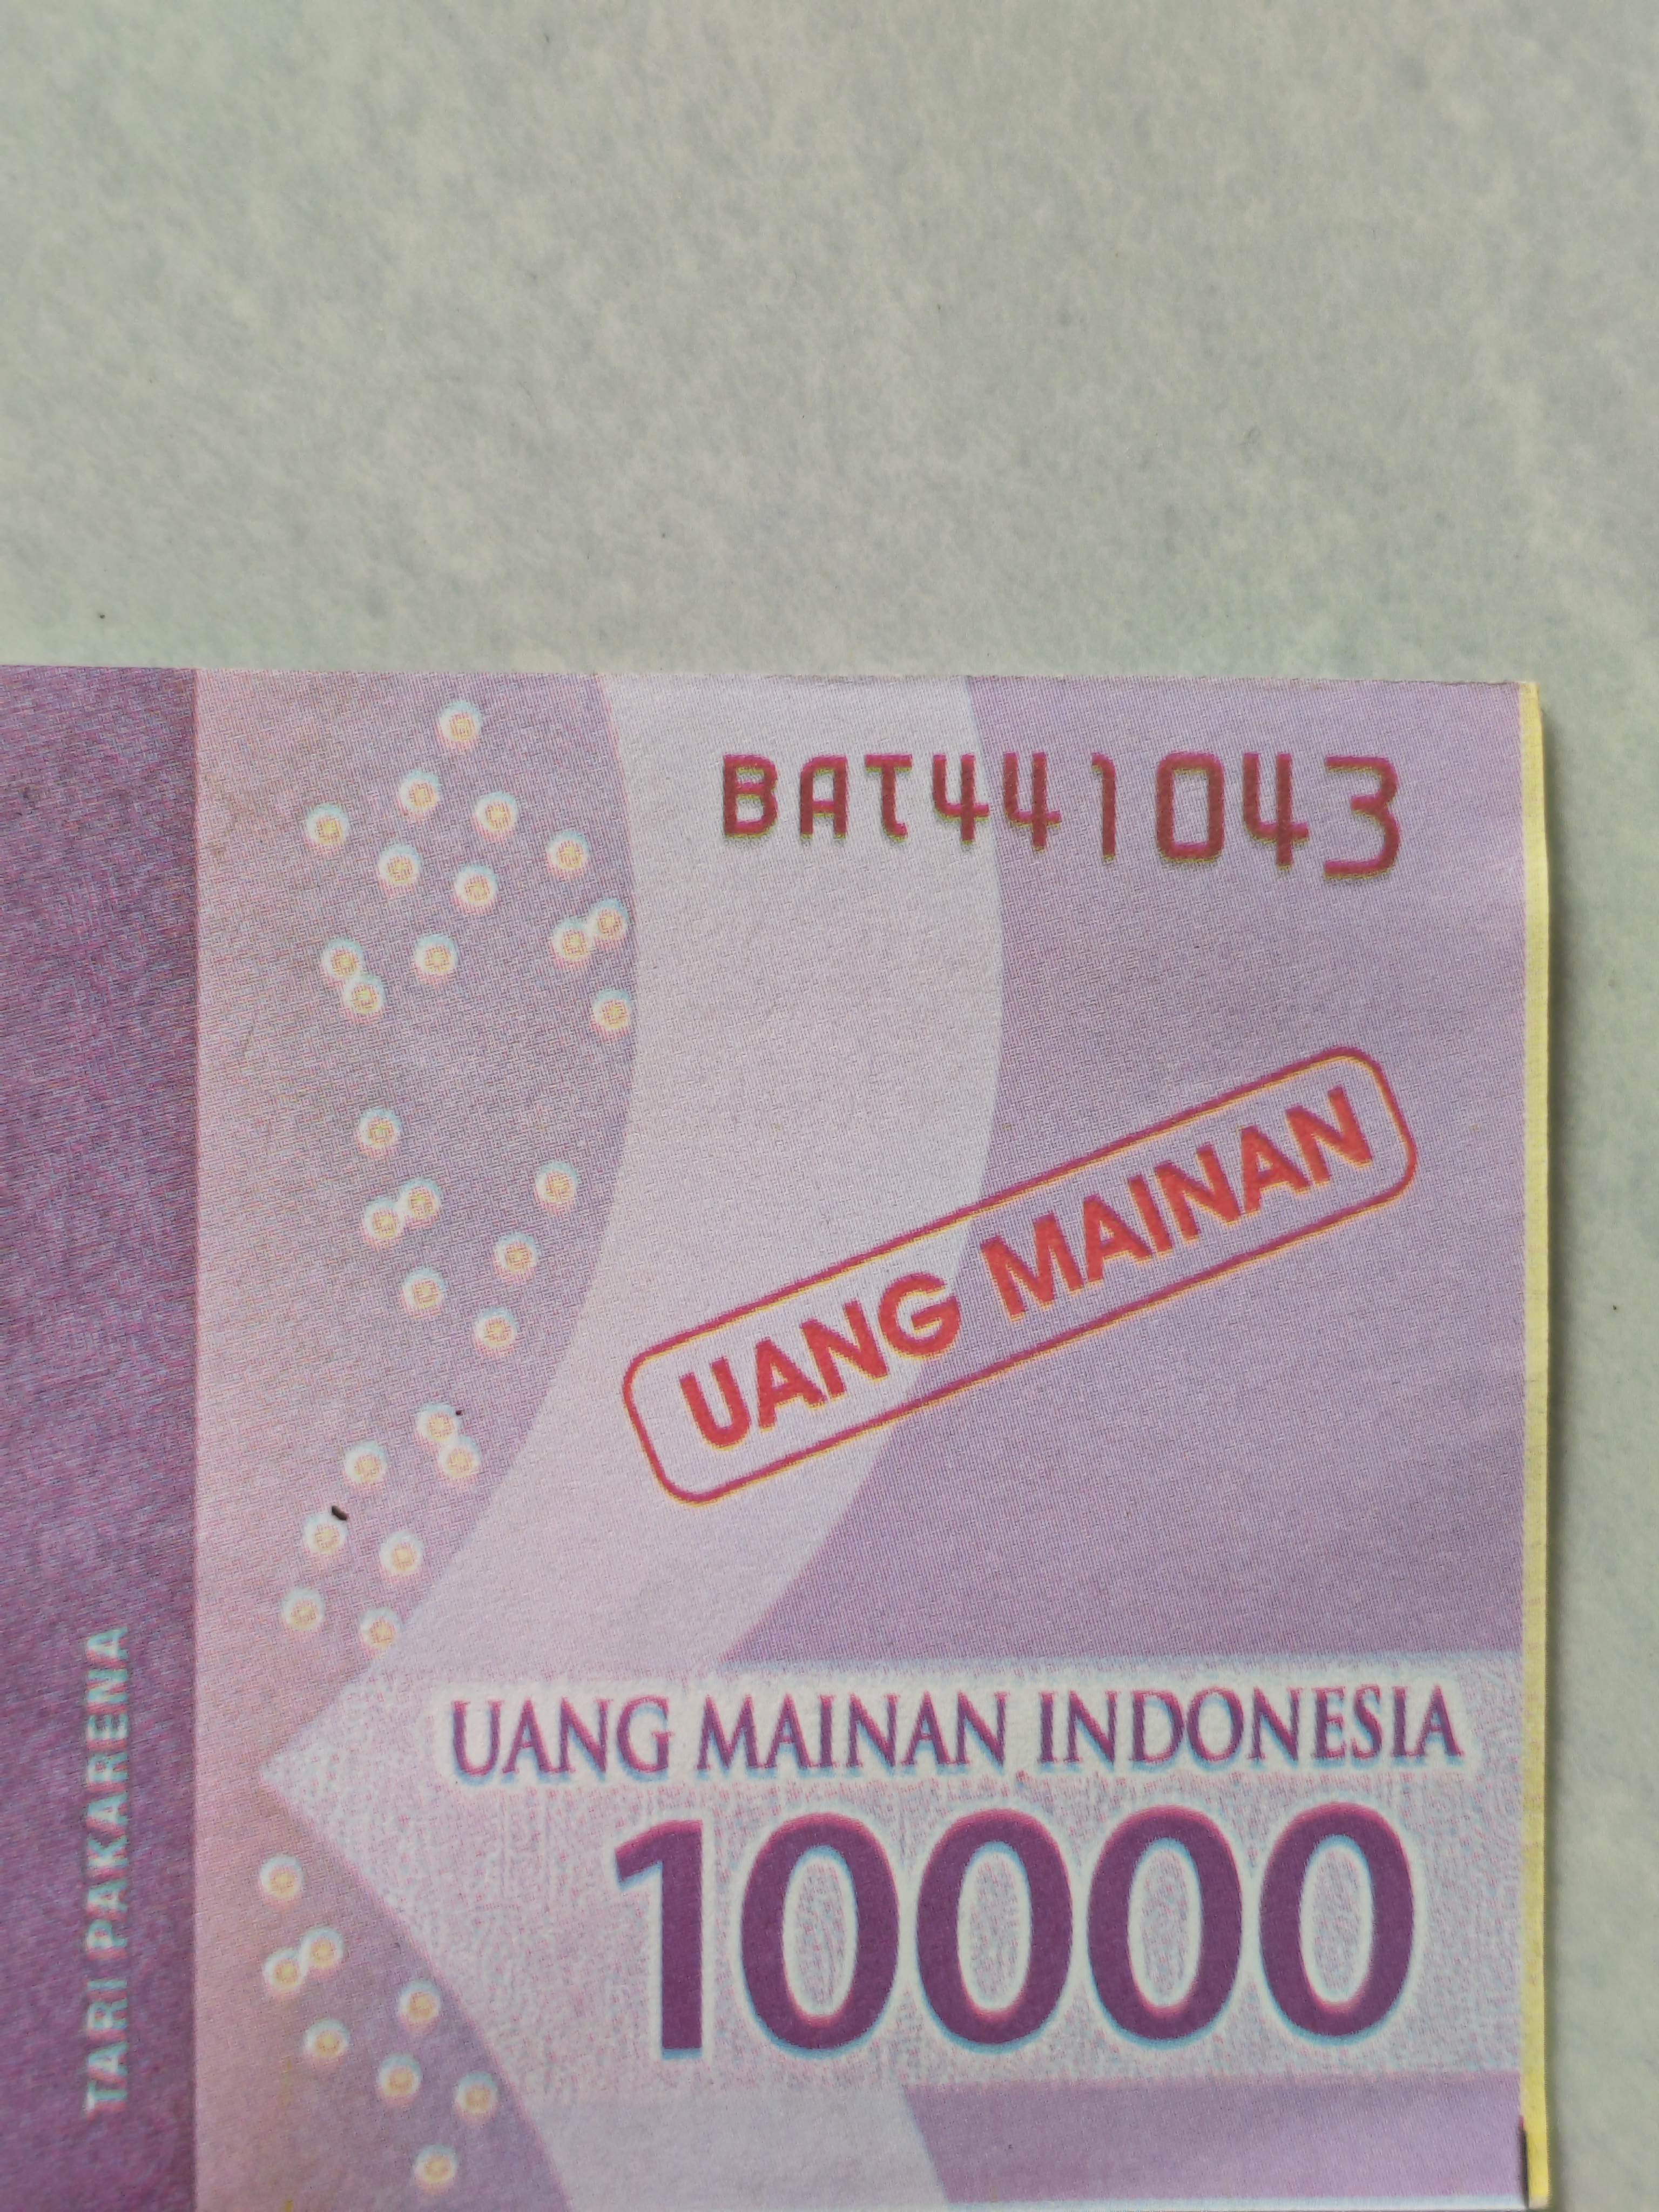 BAT441043
UANG MAINAN
UANG MAINAN INDONESIA
10000
TARI PAKARENA